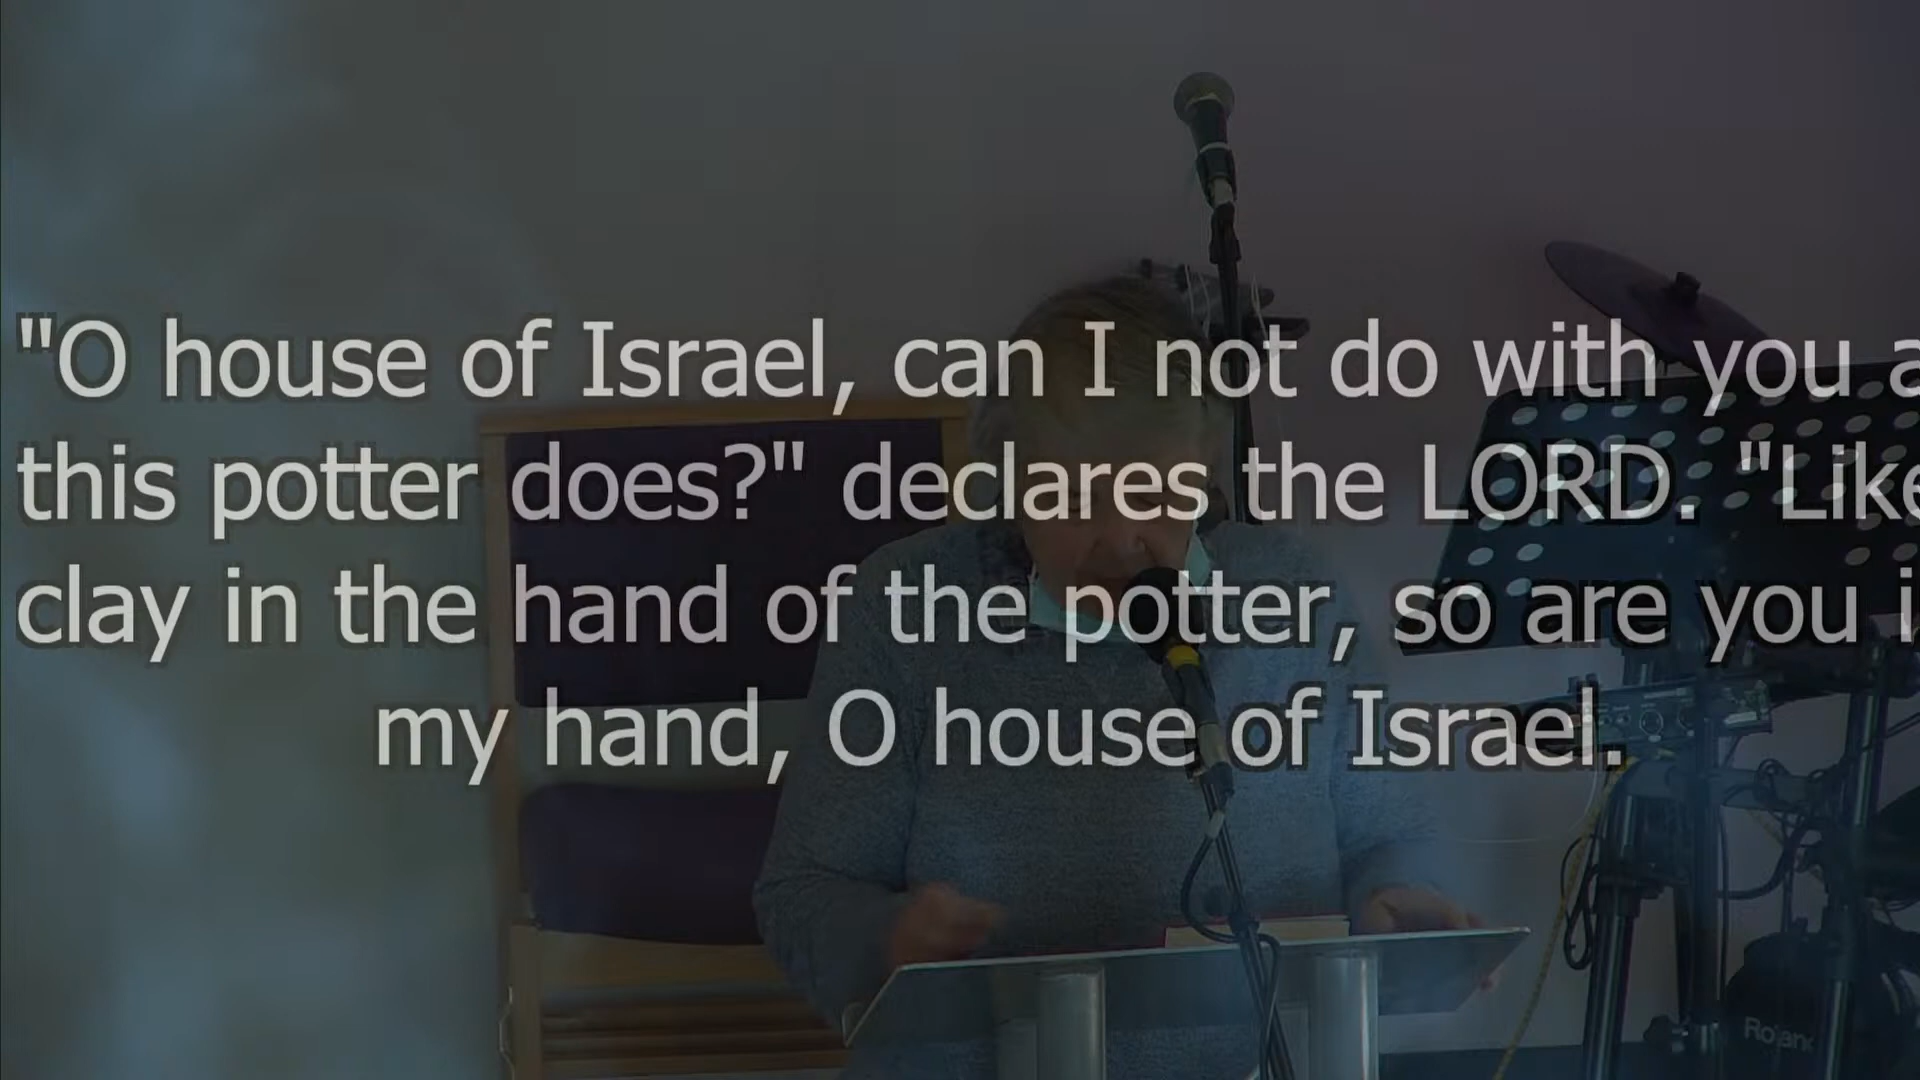 "O house of Israel, can I not do with you a
this potter does?" declares the LORD. "Like
clay in the hand of the potter, so are you i
my hand, O house of Israel.
Roland